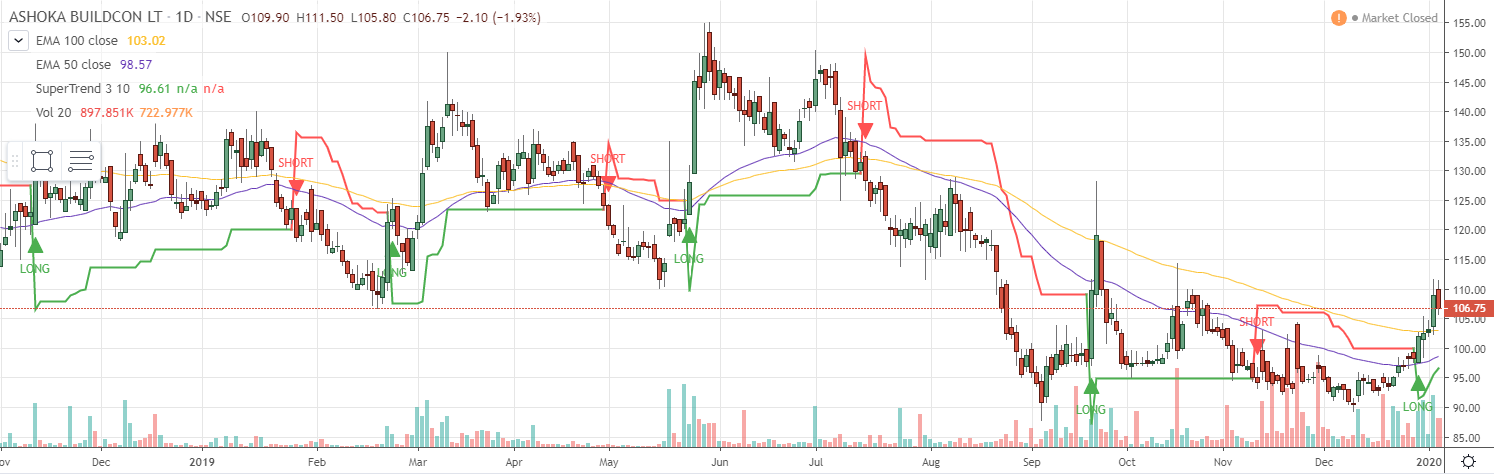 ASHOKA BUILDCON LT · 1D · NSE O109.90 H111.50 L105.80 C106.75 −2.10 (−1.93%)
! Market Closed
EMA 100 close 103.02
EMA 50 close 98.57
SuperTrend 3 10 96.61 n/a n/a
Vol 20 897.851K 722.977K
155.00
150.00
145.00
140.00
135.00
130.00
125.00
120.00
115.00
110.00
106.75
105.00
100.00
95.00
90.00
85.00
SHORT
SHORT
SHORT
SHORT
LONG
LONG
LONG
LONG
LONG
ov Dec 2019 Feb Mar Apr May Jun Jul Aug Sep Oct Nov Dec 2020